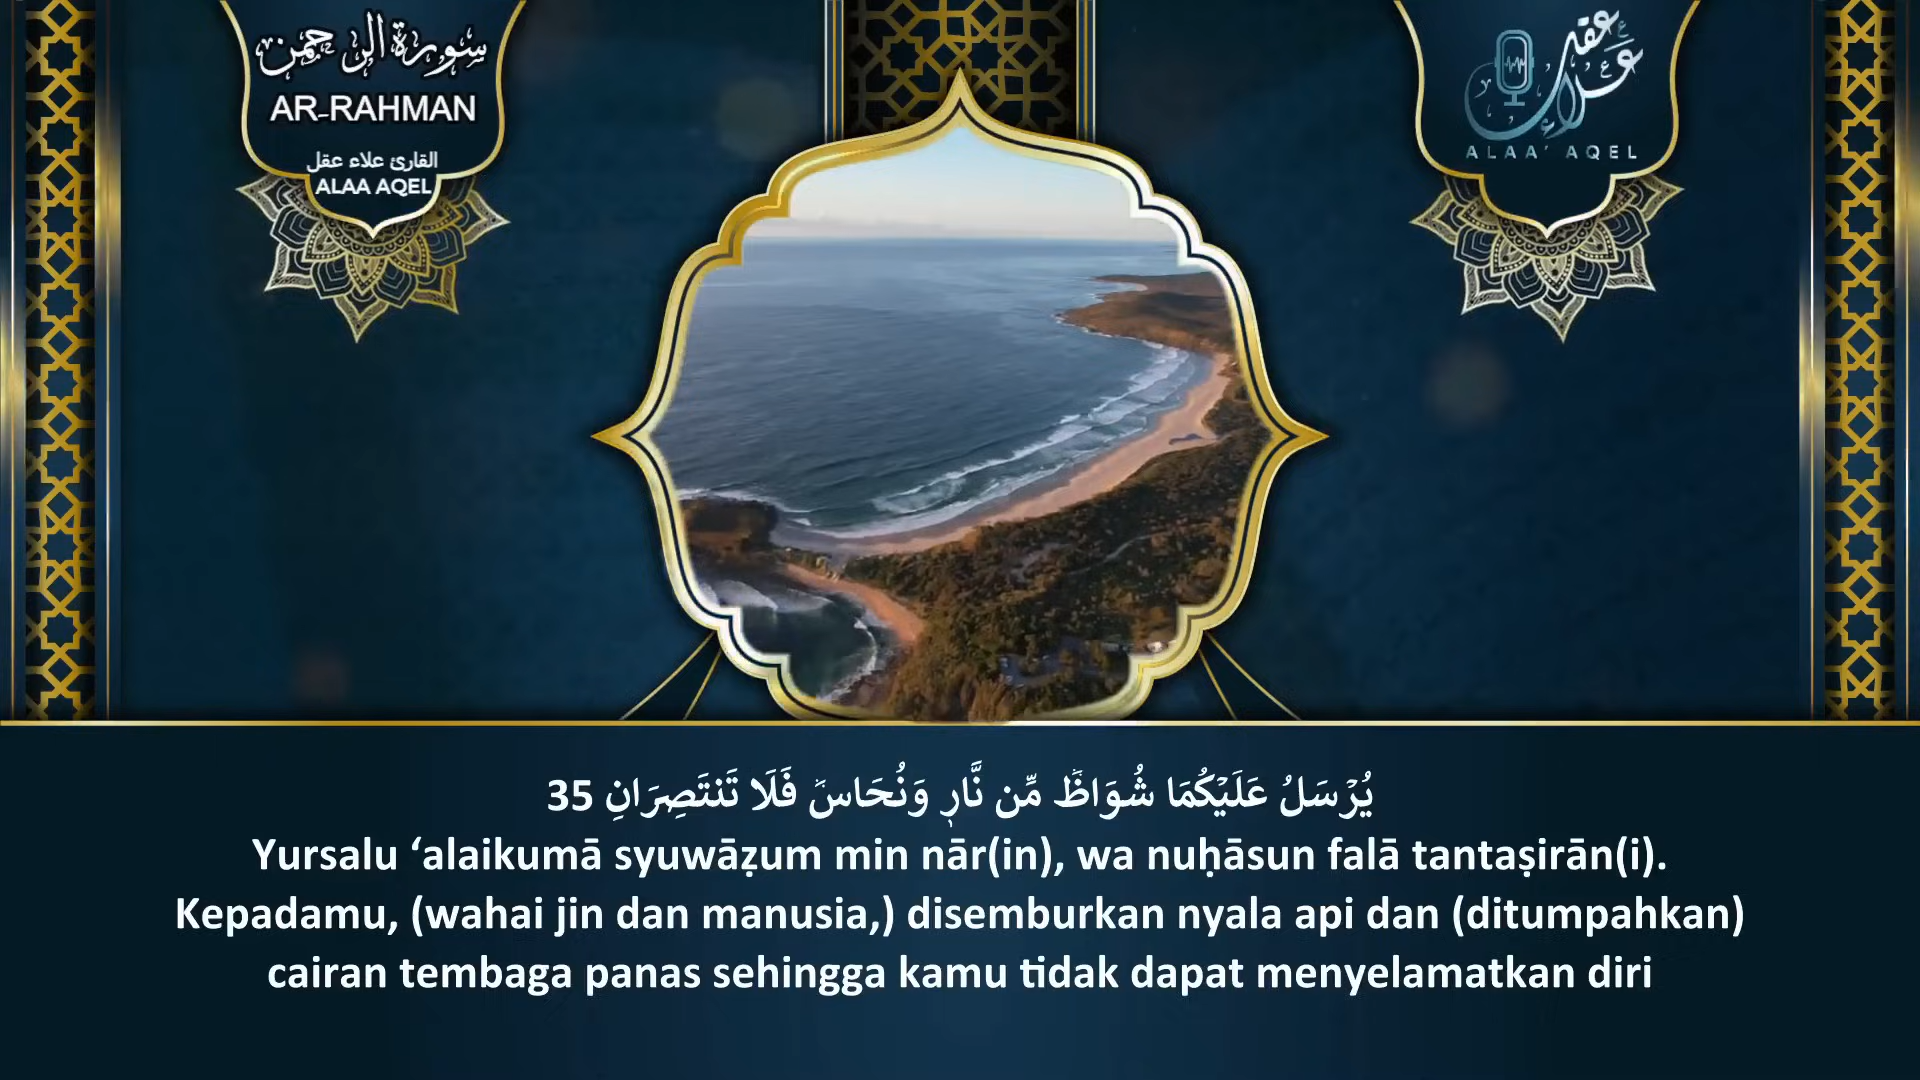 سورة الرحمن
AR-RAHMAN
القارئ علاء عقل
ALAA AQEL
علاء عقل
ALAA' AQEL
يُرْسَلُ عَلَيْكُمَا شُوَاظٌ مِّن نَّارٍ وَنُحَاسٌ فَلَا تَنتَصِرَانِ 35
Yursalu ‘alaikumā syuwāẓum min nār(in), wa nuḥāsun falā tantaṣirān(i).
Kepadamu, (wahai jin dan manusia,) disemburkan nyala api dan (ditumpahkan)
cairan tembaga panas sehingga kamu tidak dapat menyelamatkan diri